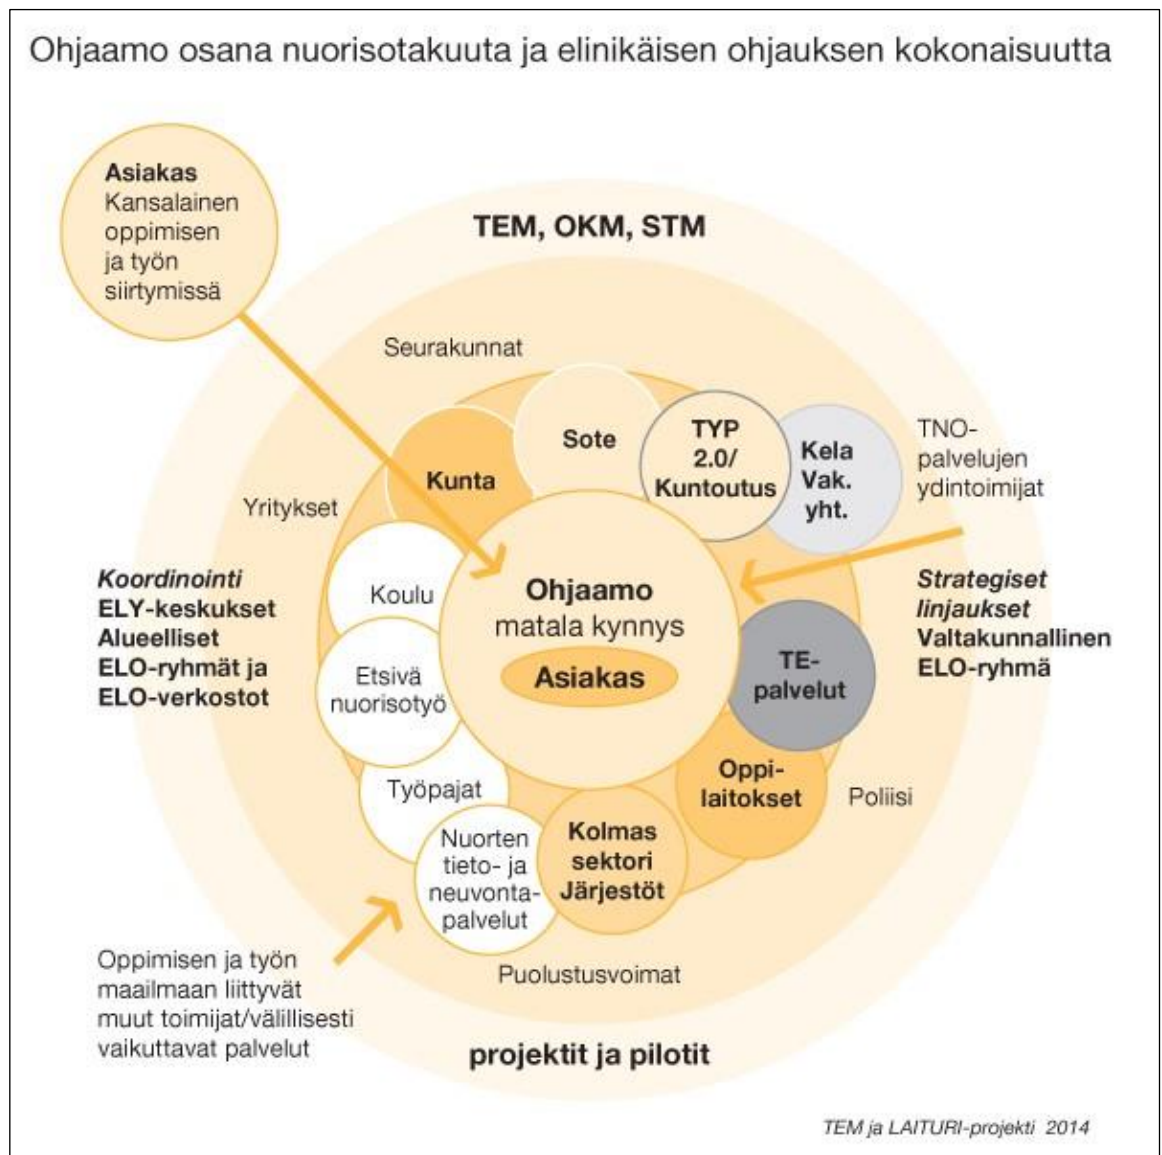 Ohjaamo osana nuorisotakuuta ja elinikäisen ohjauksen kokonaisuutta
Asiakas
Kansalainen
oppimisen
ja työn
siirtymissä
TEM, OKM, STM
Seurakunnat
Yritykset
Kunta
Sote
TYP
2.0/
Kuntoutus
Kela
Vak.
yht.
TNO-
palvelujen
ydintoimijat
Koordinointi
ELY-keskukset
Alueelliset
ELO-ryhmät ja
ELO-verkostot
Koulu
Etsivä
nuorisotyö
Työpajat
Nuorten
tieto- ja
neuvonta-
palvelut
Ohjaamo
matala kynnys
Asiakas
Strategiset
linjaukset
Valtakunnallinen
ELO-ryhmä
TE-
palvelut
Oppi-
laitokset
Poliisi
Kolmas
sektori
Järjestöt
Puolustusvoimat
Oppimisen ja työn
maailmaan liittyvät
muut toimijat/välillisesti
vaikuttavat palvelut
projektit ja pilotit
TEM ja LAITURI-projekti 2014